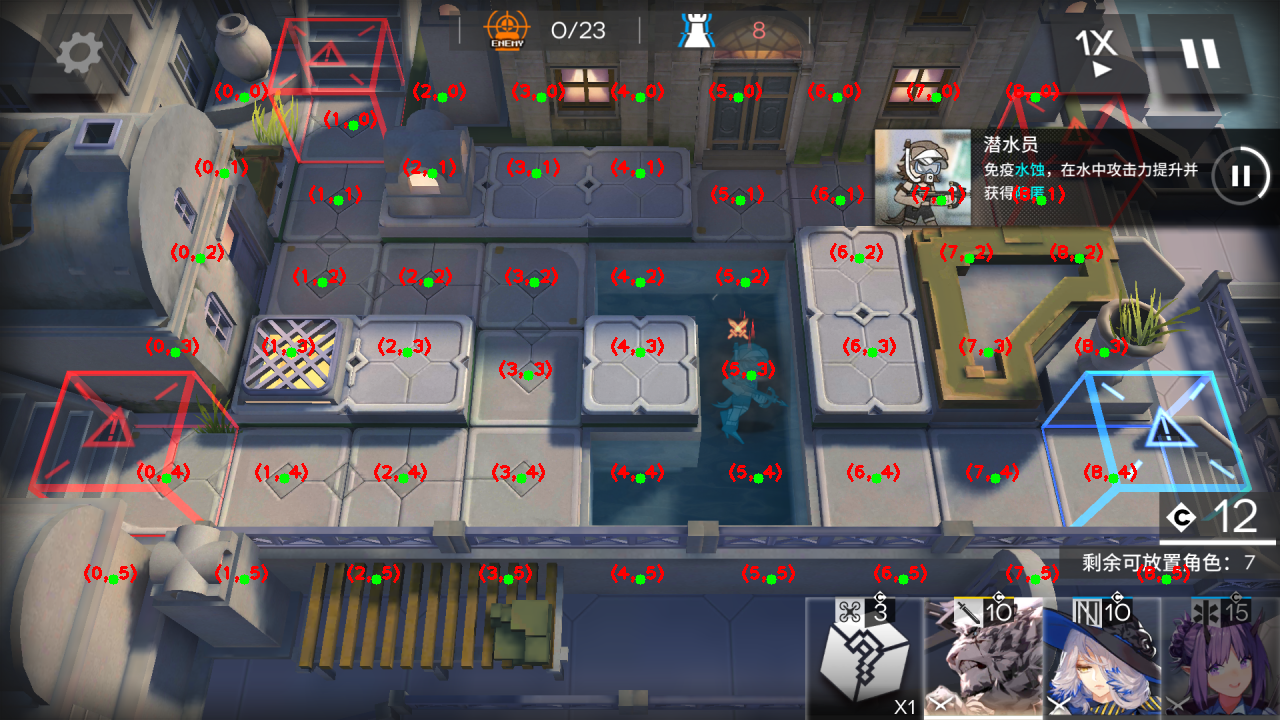 ENEMY
0/23
8
1X
潜水员
免疫水蚀，在水中攻击力提升并
获得
(0, 0) (2, 0) (3, 0) (4, 0) (5, 0) (6, 0) (7, 0) (8, 0)
(1, 0)
(0, 1) (2, 1) (3, 1) (4, 1)
(1, 1) (5, 1) (6, 1) (7, 1) (8, 1)
(0, 2) (6, 2) (7, 2) (8, 2)
(1, 2) (2, 2) (3, 2) (4, 2) (5, 2)
(0, 3) (1, 3) (2, 3) (4, 3) (6, 3) (7, 3) (8, 3)
(3, 3) (5, 3)
(0, 4) (1, 4) (2, 4) (3, 4) (4, 4) (5, 4) (6, 4) (7, 4) (8, 4)
C 12
剩余可放置角色：7
(0, 5) (1, 5) (2, 5) (3, 5) (4, 5) (5, 5) (6, 5) (7, 5) (8, 5)
C C C C
3 10 10 15
X1